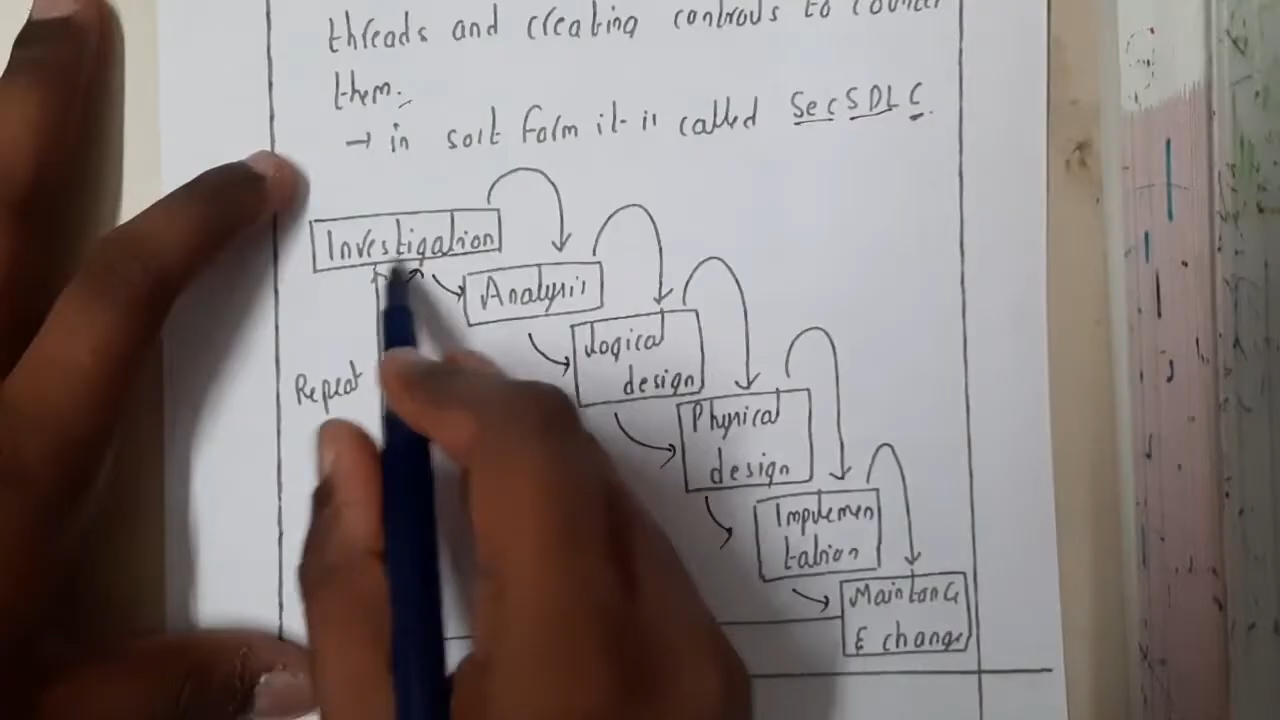 threads and creating controls to counter
them.
→ in sort form it is called SecSDLC.
Investigation
Analysis
Logical
design
Repeat
Physical
design
Implemen
tation
Maintance
& change